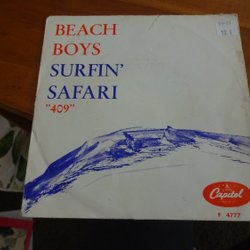 BEACH
BOYS
SURFIN'
SAFARI
"409"
Capitol
F 4777